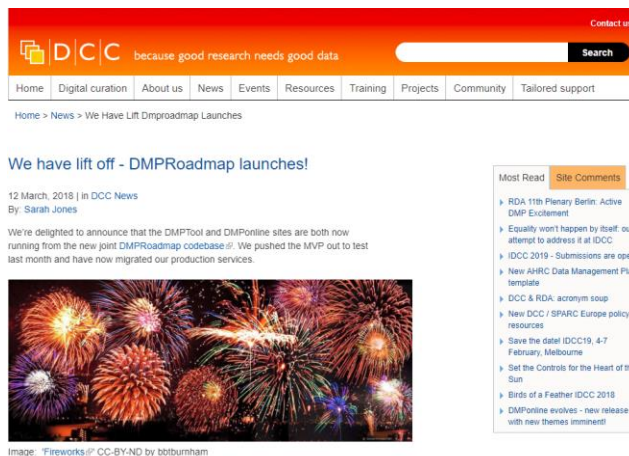 Contact us
DCC because good research needs good data
Search
Home Digital curation About us News Events Resources Training Projects Community Tailored support
Home > News > We Have Lift Dmproadmap Launches
We have lift off - DMPRoadmap launches!
12 March, 2018 | in DCC News
By: Sarah Jones
We're delighted to announce that the DMPTool and DMPonline sites are both now
running from the new joint DMPRoadmap codebase. We pushed the MVP out to test
last month and have now migrated our production services.
Image: 'Fireworks' CC-BY-ND by bbtburnham
Most Read Site Comments
RDA 11th Plenary Berlin: Active
DMP Excitement
Equality won't happen by itself: ou
attempt to address it at IDCC
IDCC 2019 - Submissions are ope
New AHRC Data Management Pla
template
DCC & RDA: acronym soup
New DCC / SPARC Europe policy
resources
Save the date! IDCC19, 4-7
February, Melbourne
Set the Controls for the Heart of th
Sun
Birds of a Feather IDCC 2018
DMPonline evolves - new release
with new themes imminent!